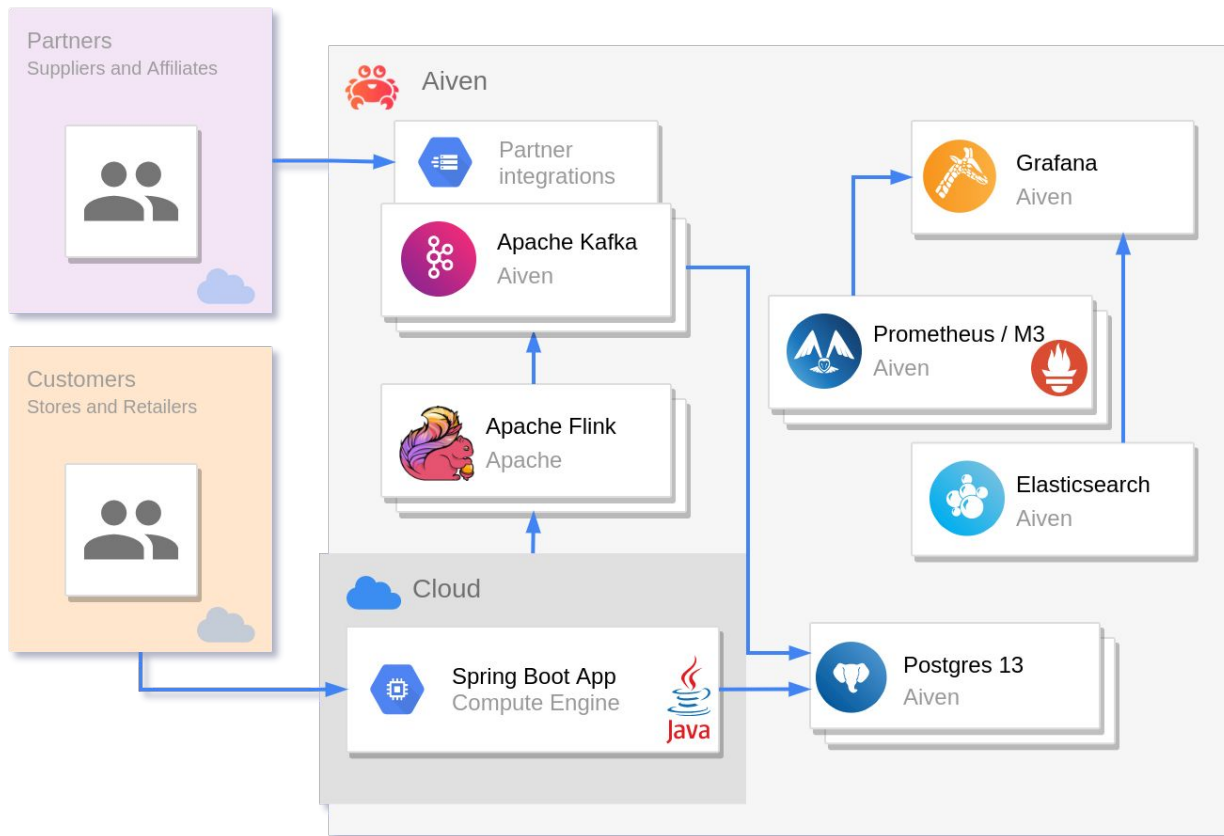 Partners
Suppliers and Affiliates
Aiven
Partner
integrations
Apache Kafka
Aiven
Grafana
Aiven
Prometheus / M3
Aiven
Customers
Stores and Retailers
Apache Flink
Apache
Elasticsearch
Aiven
Cloud
Spring Boot App
Compute Engine
Java
Postgres 13
Aiven